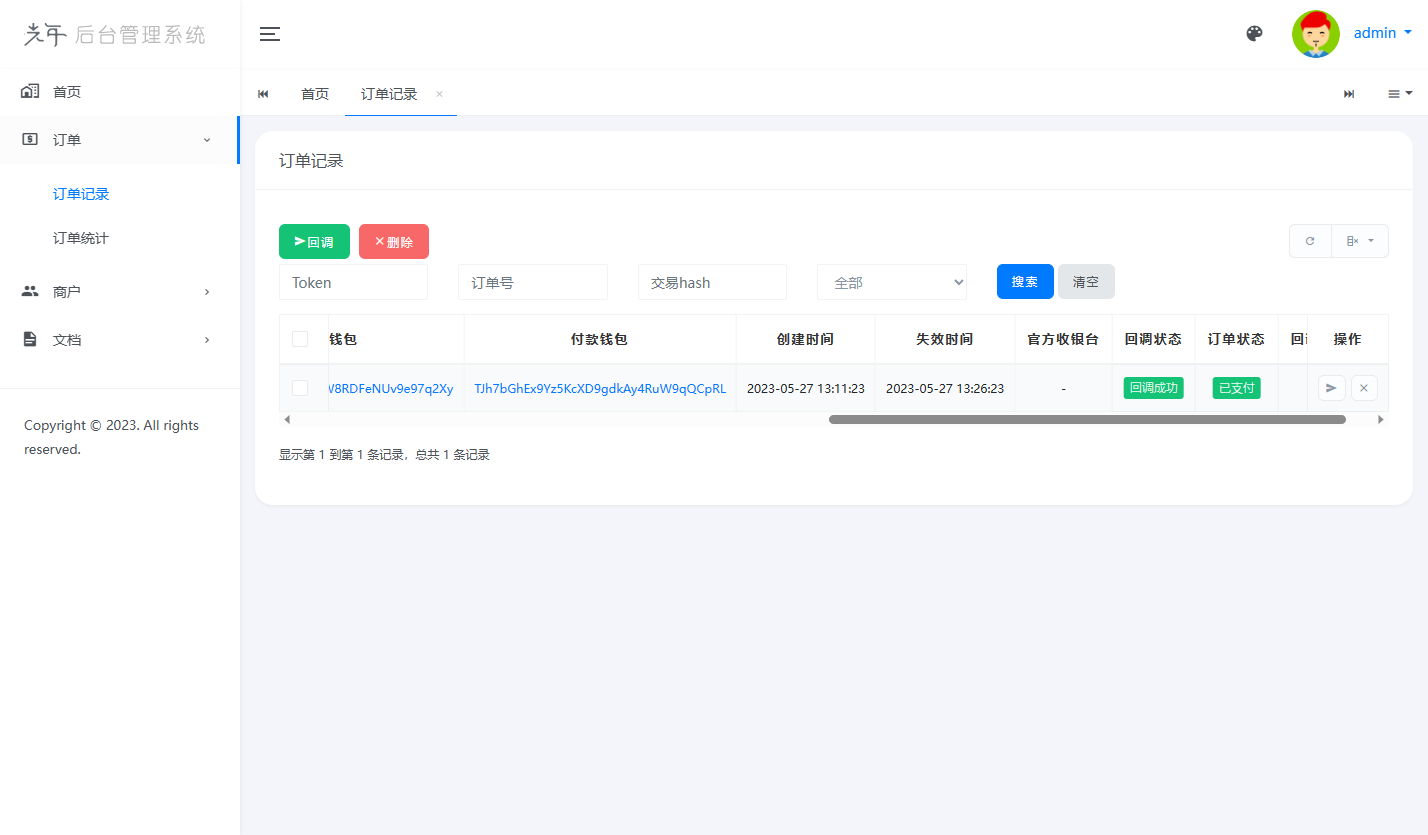 光年 后台管理系统
admin
首页
订单
订单记录
订单统计
商户
文档
Copyright © 2023. All rights
reserved.
首页 订单记录 ×
订单记录
回调 删除
Token 订单号 交易hash 全部 搜索 清空
钱包 付款钱包 创建时间 失效时间 官方收银台 回调状态 订单状态 操作
W8RDFeNUv9e97q2Xy TJh7bGhEx9Yz5KcXD9gdkAy4RuW9qQCpRL 2023-05-27 13:11:23 2023-05-27 13:26:23 - 回调成功 已支付
显示第 1 到第 1 条记录，总共 1 条记录